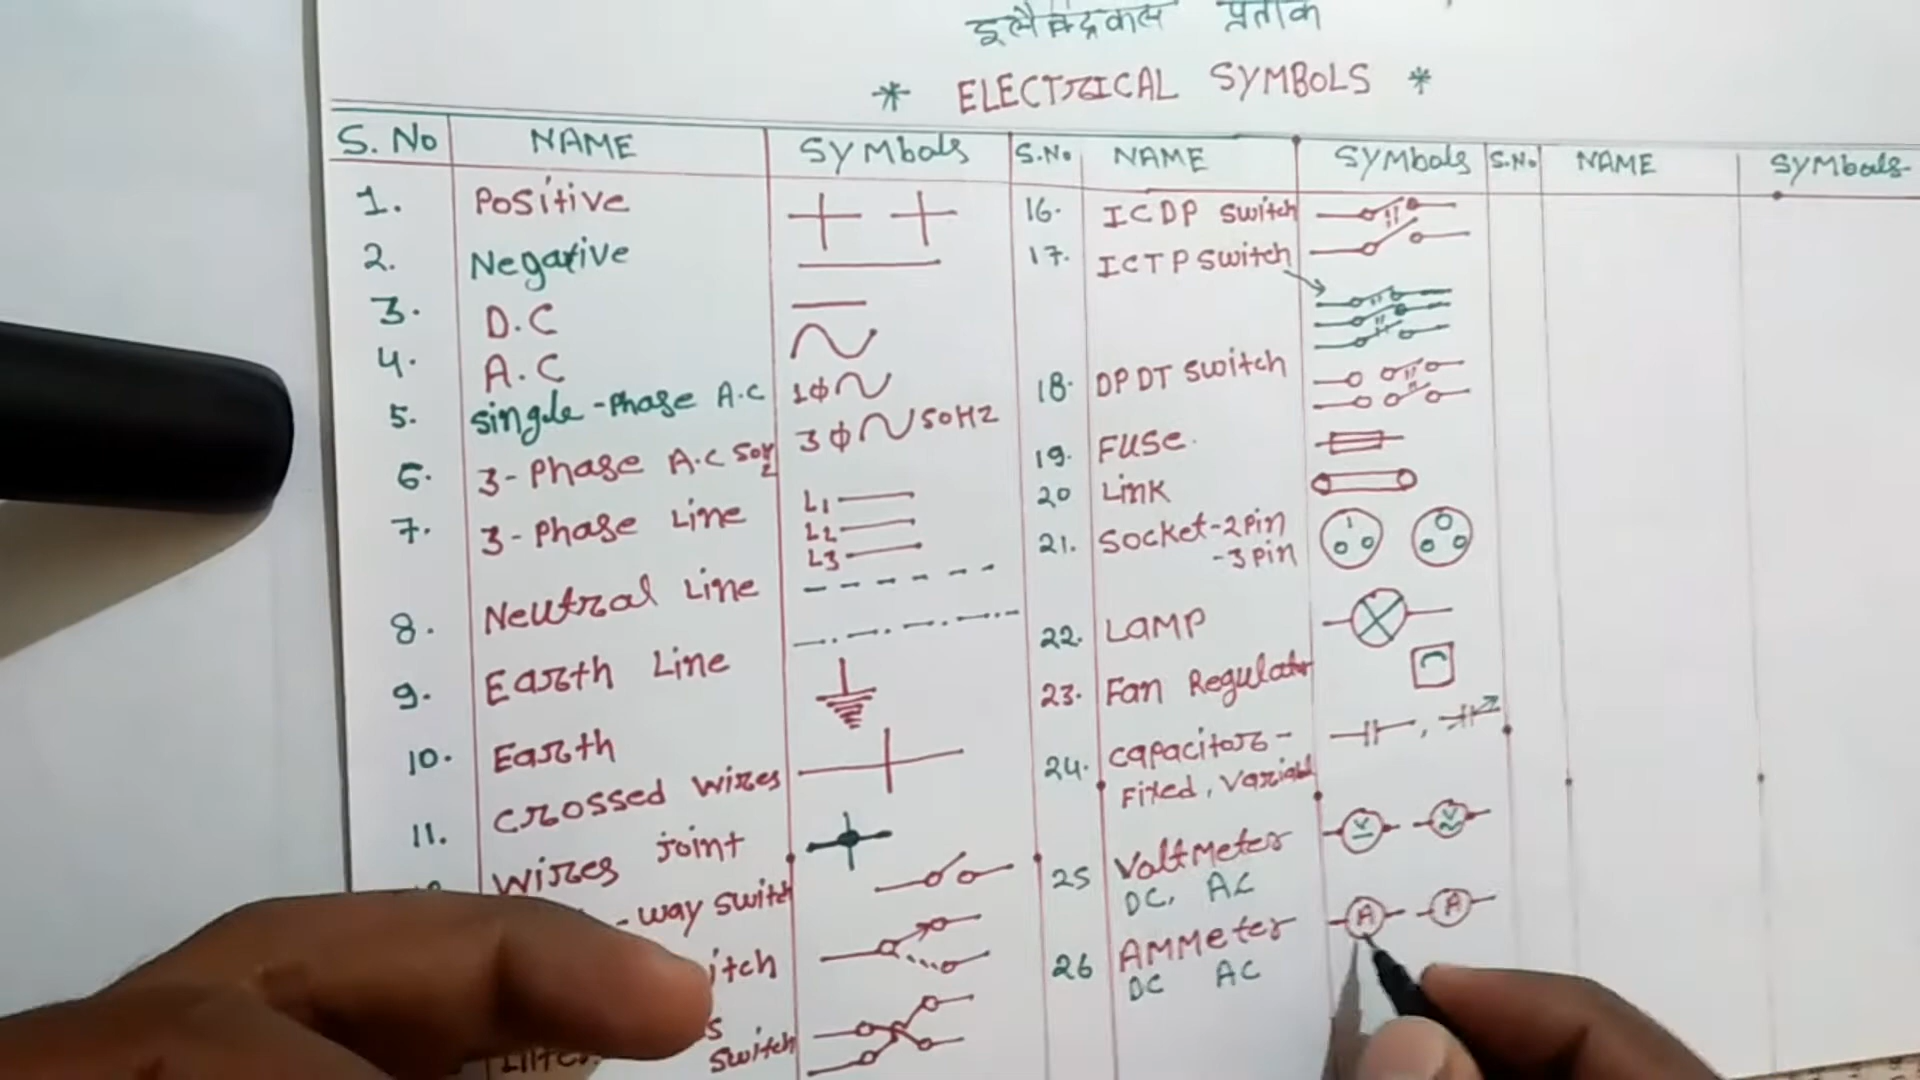 इलैक्ट्रिकल प्रतीक
* ELECTRICAL SYMBOLS *
S. No NAME SYMbols S.No NAME SYMbols S.No NAME SYMbols
1. Positive
2. Negative
3. D.C
4. A.C
5. Single-Phase A.C 1ϕ
6. 3-Phase A.C 50Hz 3ϕ 50HZ
7. 3-Phase Line L1
L2
L3
8. Neutral Line
9. Earth Line
10. Earth
11. Crossed wires
Wires joint
-way switch
itch
s
switch
16. ICDP Switch
17. ICTP Switch
18. DPDT Switch
19. Fuse.
20 Link
21. Socket-2Pin
-3Pin
22. LAMP
23. Fan Regulator
24. Capacitors-
Fixed, Variabl
25 VoltMeter V V
DC, AC
26 AMMeter A A
DC AC